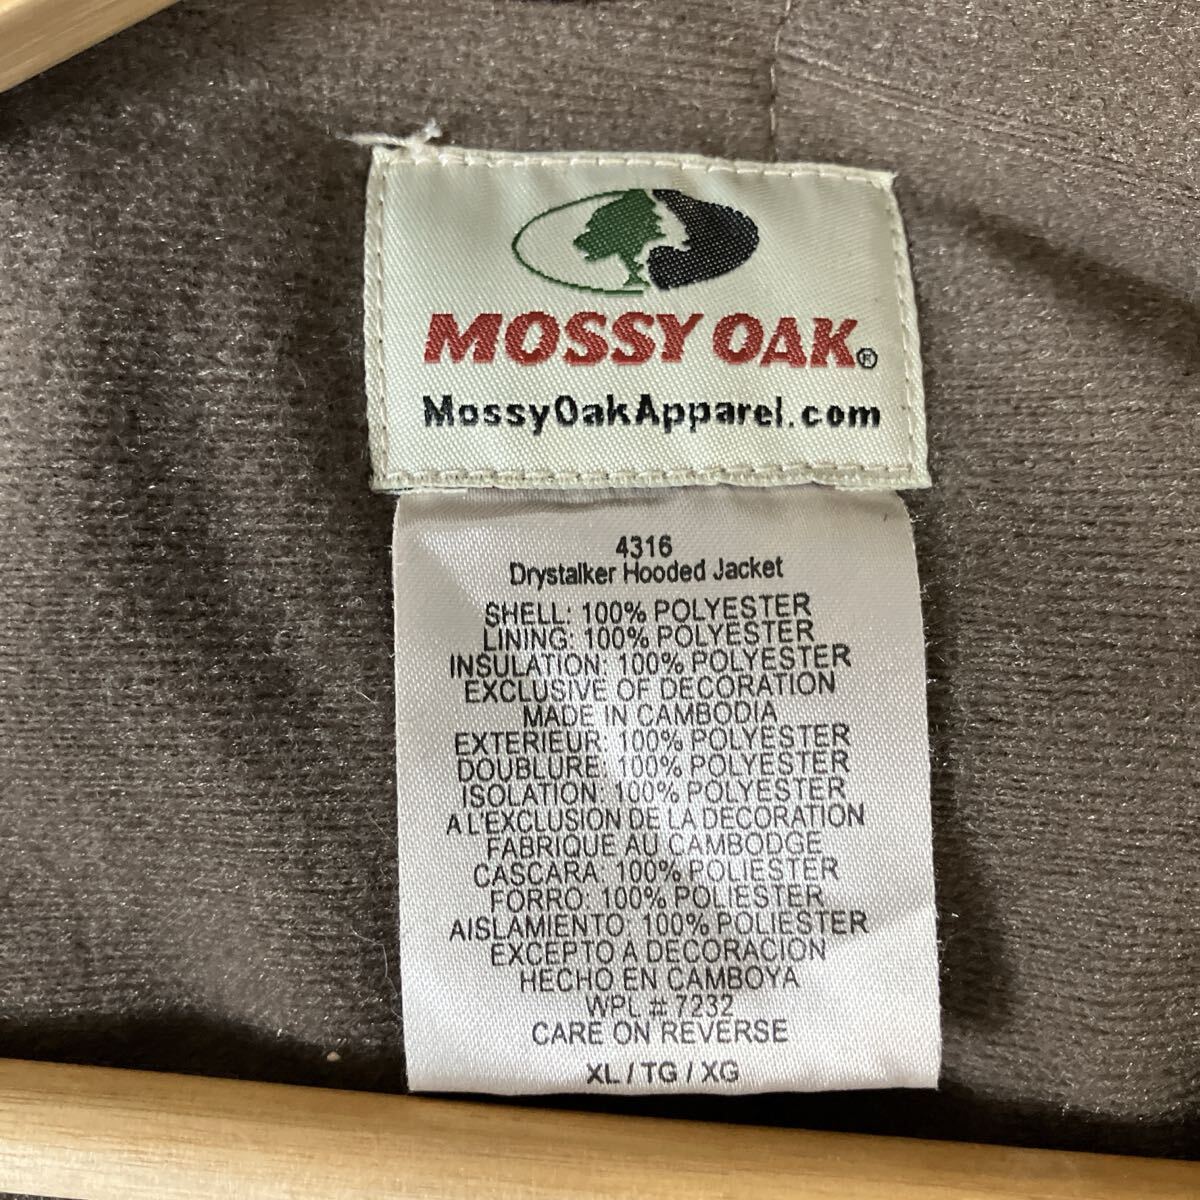 MOSSY OAK®
MossyOakApparel.com
4316
Drystalker Hooded Jacket
SHELL: 100% POLYESTER
LINING: 100% POLYESTER
INSULATION: 100% POLYESTER
EXCLUSIVE OF DECORATION
MADE IN CAMBODIA
EXTERIEUR: 100% POLYESTER
DOUBLURE: 100% POLYESTER
ISOLATION: 100% POLYESTER
A L'EXCLUSION DE LA DECORATION
FABRIQUE AU CAMBODGE
CASCARA: 100% POLIESTER
FORRO: 100% POLIESTER
AISLAMIENTO: 100% POLIESTER
EXCEPTO A DECORACION
HECHO EN CAMBOYA
WPL # 7232
CARE ON REVERSE
XL / TG / XG